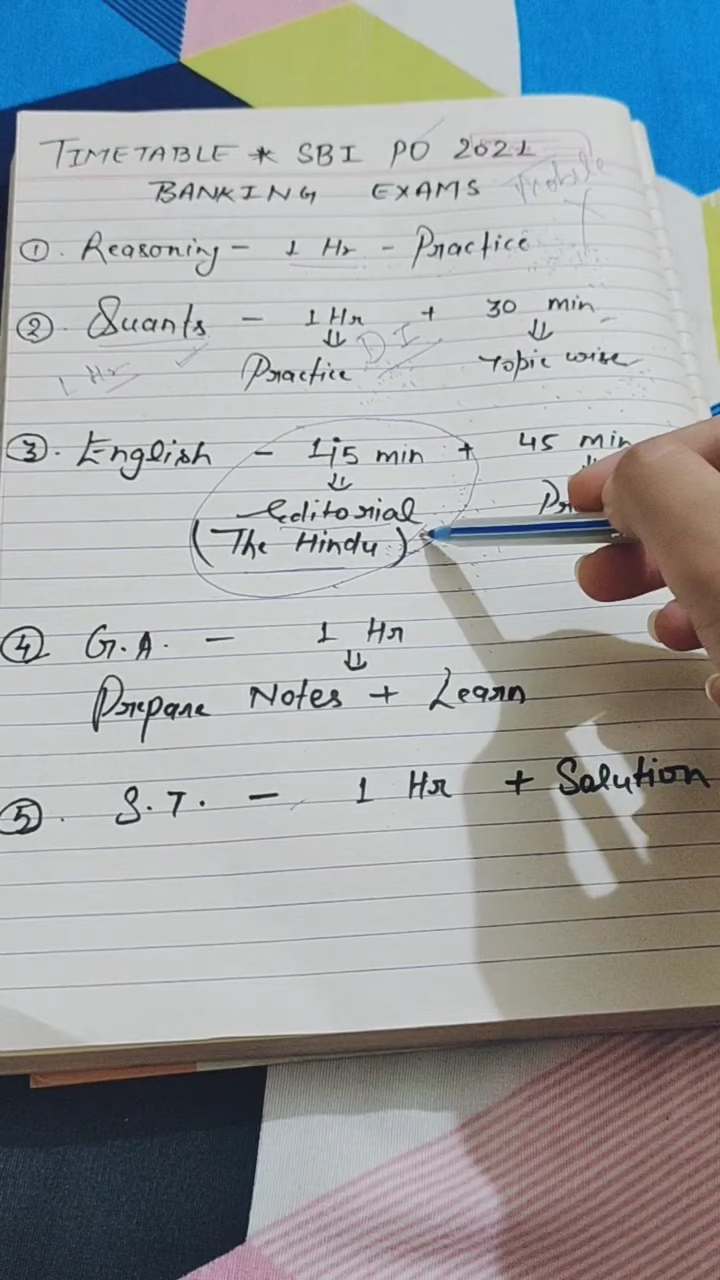 TIMETABLE * SBI PO 2021
BANKING EXAMS
① Reasoning - 1 Hr - Practice
② Quants - 1 Hr + 30 min
⇓ ⇓
Practice DI Topic wise
1 Hr
③ English - 15 min + 45 min
⇓
Editorial
(The Hindu)
④ G.A. - 1 Hr
⇓
Prepare Notes + Learn
⑤ S.T. - 1 Hr + Solution